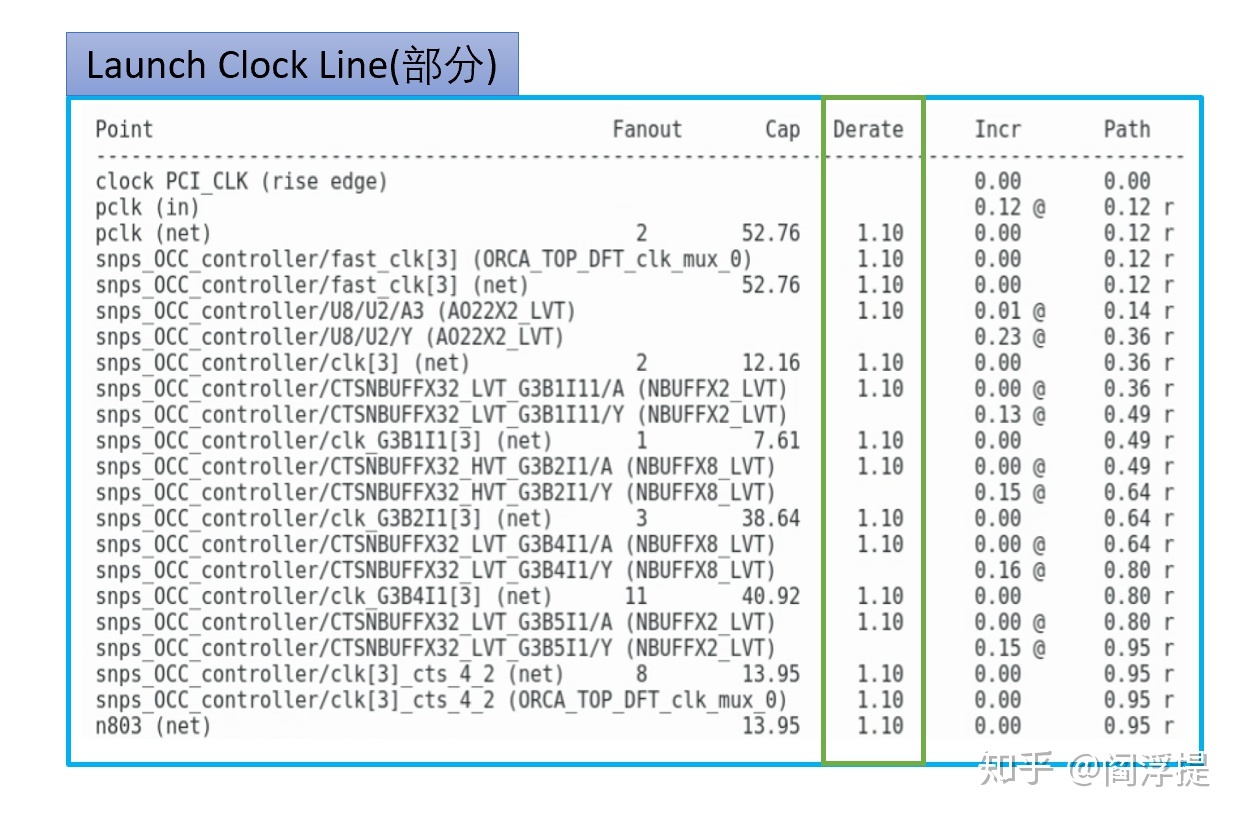 Launch Clock Line(部分)
Point Fanout Cap Derate Incr Path
clock PCI_CLK (rise edge) 0.00 0.00
pclk (in) 0.12 @ 0.12 r
pclk (net) 2 52.76 1.10 0.00 0.12 r
snps_OCC_controller/fast_clk[3] (ORCA_TOP_DFT_clk_mux_0) 1.10 0.00 0.12 r
snps_OCC_controller/fast_clk[3] (net) 52.76 1.10 0.00 0.12 r
snps_OCC_controller/U8/U2/A3 (AO22X2_LVT) 1.10 0.01 @ 0.14 r
snps_OCC_controller/U8/U2/Y (AO22X2_LVT) 0.23 @ 0.36 r
snps_OCC_controller/clk[3] (net) 2 12.16 1.10 0.00 0.36 r
snps_OCC_controller/CTSNBUFFX32_LVT_G3B1I11/A (NBUFFX2_LVT) 1.10 0.00 @ 0.36 r
snps_OCC_controller/CTSNBUFFX32_LVT_G3B1I11/Y (NBUFFX2_LVT) 0.13 @ 0.49 r
snps_OCC_controller/clk_G3B1I1[3] (net) 1 7.61 1.10 0.00 0.49 r
snps_OCC_controller/CTSNBUFFX32_HVT_G3B2I1/A (NBUFFX8_LVT) 1.10 0.00 @ 0.49 r
snps_OCC_controller/CTSNBUFFX32_HVT_G3B2I1/Y (NBUFFX8_LVT) 0.15 @ 0.64 r
snps_OCC_controller/clk_G3B2I1[3] (net) 3 38.64 1.10 0.00 0.64 r
snps_OCC_controller/CTSNBUFFX32_LVT_G3B4I1/A (NBUFFX8_LVT) 1.10 0.00 @ 0.64 r
snps_OCC_controller/CTSNBUFFX32_LVT_G3B4I1/Y (NBUFFX8_LVT) 0.16 @ 0.80 r
snps_OCC_controller/clk_G3B4I1[3] (net) 11 40.92 1.10 0.00 0.80 r
snps_OCC_controller/CTSNBUFFX32_LVT_G3B5I1/A (NBUFFX2_LVT) 1.10 0.00 @ 0.80 r
snps_OCC_controller/CTSNBUFFX32_LVT_G3B5I1/Y (NBUFFX2_LVT) 0.15 @ 0.95 r
snps_OCC_controller/clk[3]_cts_4_2 (net) 8 13.95 1.10 0.00 0.95 r
snps_OCC_controller/clk[3]_cts_4_2 (ORCA_TOP_DFT_clk_mux_0) 1.10 0.00 0.95 r
n803 (net) 13.95 1.10 0.00 0.95 r
知乎 @阎浮提